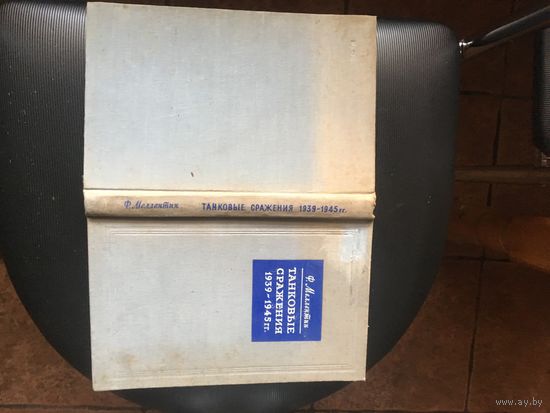 Ф. Меллентин ТАНКОВЫЕ СРАЖЕНИЯ 1939-1945 гг.
Ф. Меллентин
ТАНКОВЫЕ
СРАЖЕНИЯ
1939-1945 гг.
www.ay.by